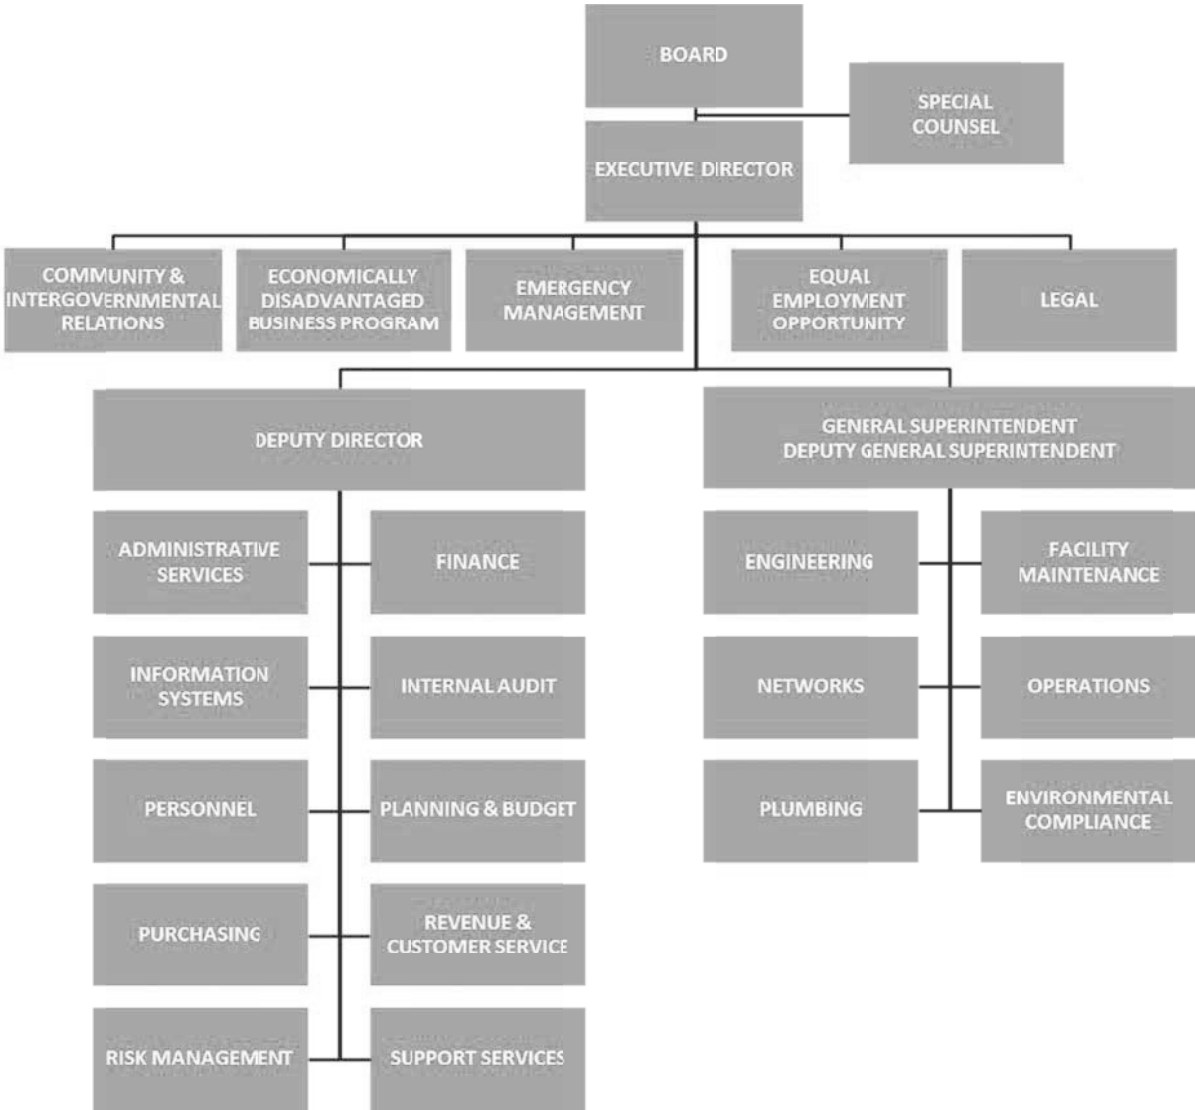 BOARD
SPECIAL
COUNSEL
EXECUTIVE DIRECTOR
COMMUNITY &
INTERGOVERNMENTAL
RELATIONS
ECONOMICALLY
DISADVANTAGED
BUSINESS PROGRAM
EMERGENCY
MANAGEMENT
EQUAL
EMPLOYMENT
OPPORTUNITY
LEGAL
DEPUTY DIRECTOR
GENERAL SUPERINTENDENT
DEPUTY GENERAL SUPERINTENDENT
ADMINISTRATIVE
SERVICES
FINANCE
ENGINEERING
FACILITY
MAINTENANCE
INFORMATION
SYSTEMS
INTERNAL AUDIT
NETWORKS
OPERATIONS
PERSONNEL
PLANNING & BUDGET
PLUMBING
ENVIRONMENTAL
COMPLIANCE
PURCHASING
REVENUE &
CUSTOMER SERVICE
RISK MANAGEMENT
SUPPORT SERVICES